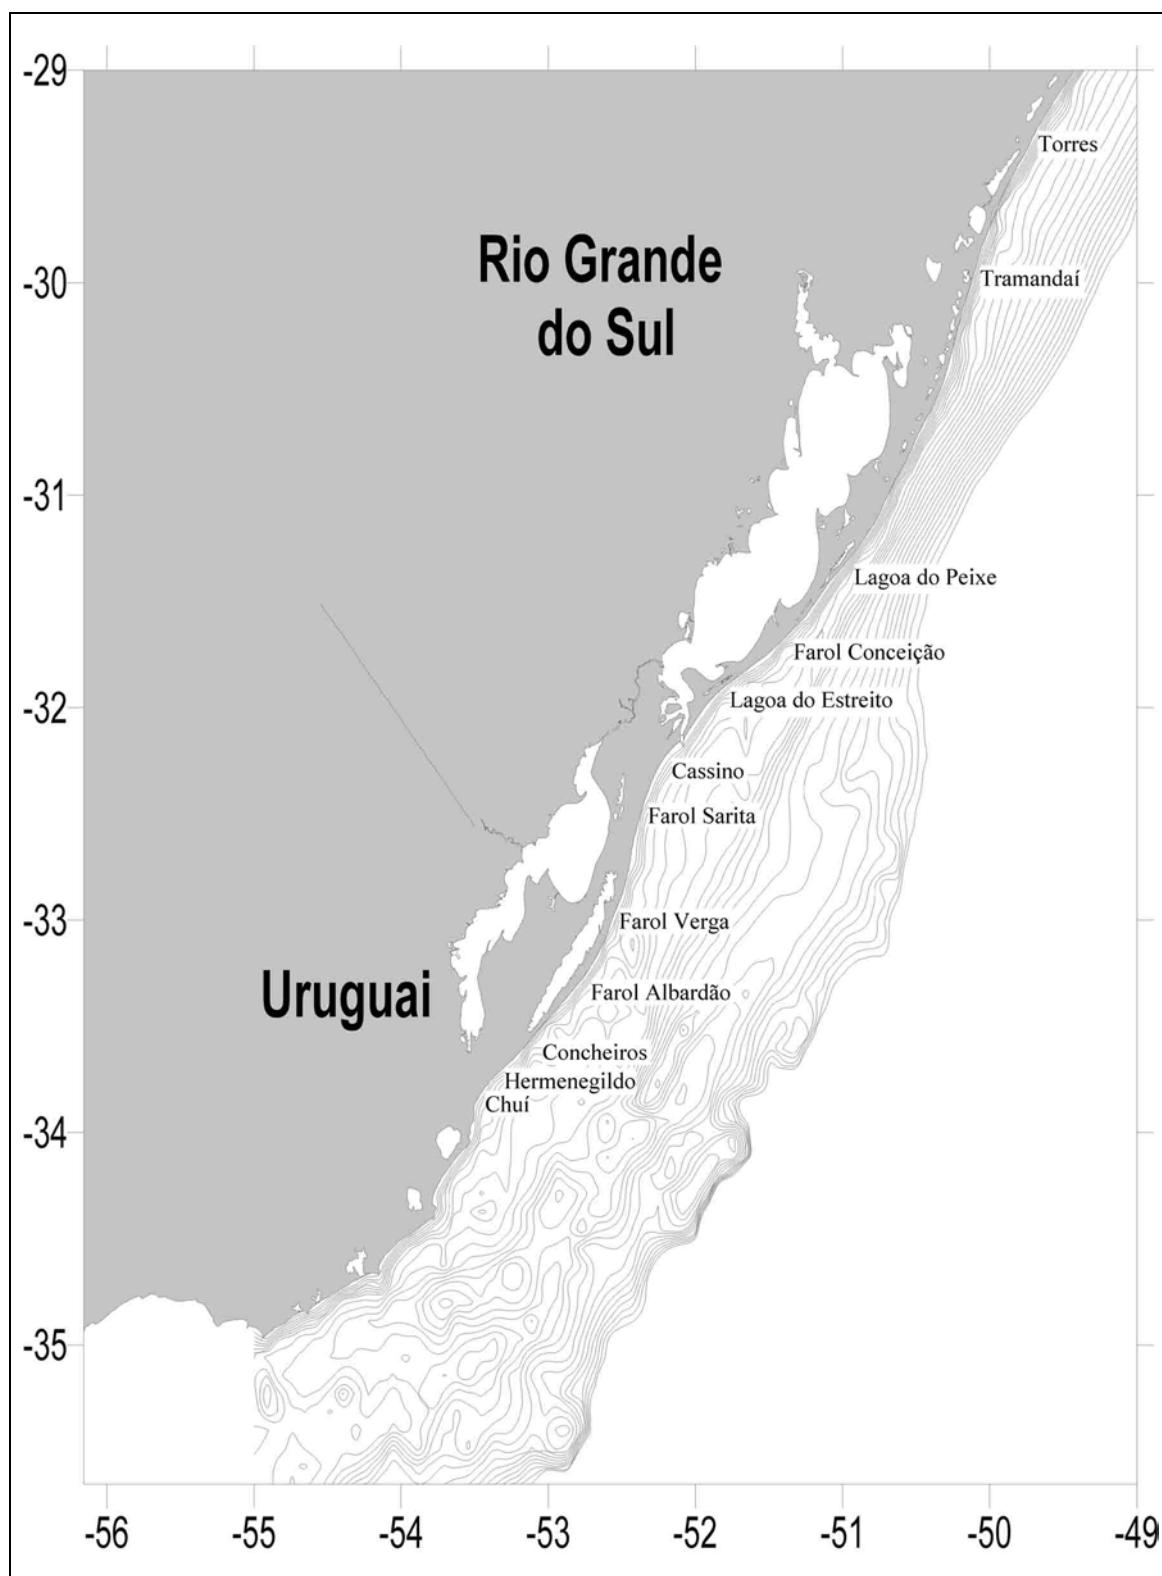 -29
Torres
Rio Grande
do Sul
-30
Tramandaí
-31
Lagoa do Peixe
Farol Conceição
-32
Lagoa do Estreito
Cassino
Farol Sarita
-33
Farol Verga
Uruguai
Farol Albardão
Concheiros
Hermenegildo
Chuí
-34
-35
-56 -55 -54 -53 -52 -51 -50 -49